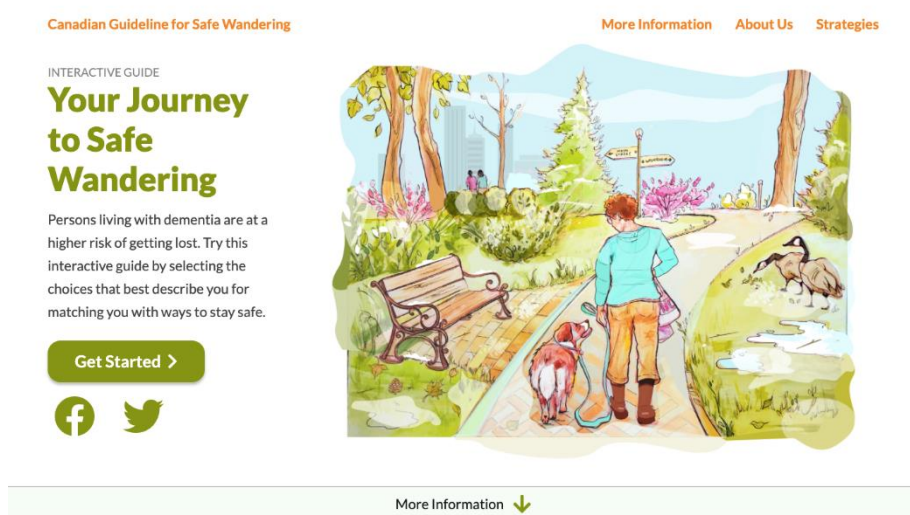 Canadian Guideline for Safe Wandering
More Information About Us Strategies
INTERACTIVE GUIDE
Your Journey
to Safe
Wandering
Persons living with dementia are at a
higher risk of getting lost. Try this
interactive guide by selecting the
choices that best describe you for
matching you with ways to stay safe.
Get Started
More Information